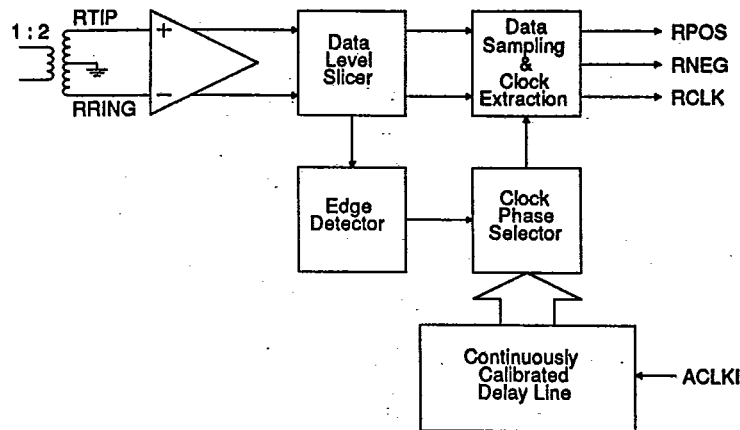 1 : 2
RTIP
+
−
RRING
Data
Level
Slicer
Data
Sampling
&
Clock
Extraction
RPOS
RNEG
RCLK
Edge
Detector
Clock
Phase
Selector
Continuously
Calibrated
Delay Line
ACLKI